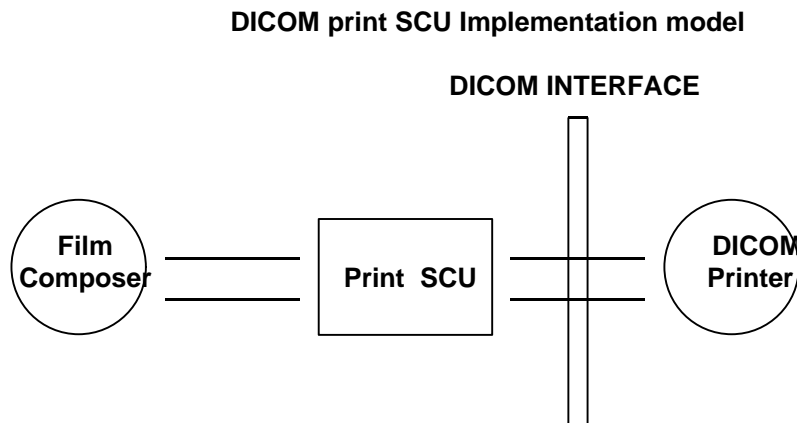 DICOM print SCU Implementation model
DICOM INTERFACE
Film
Composer
Print SCU
DICOM
Printer